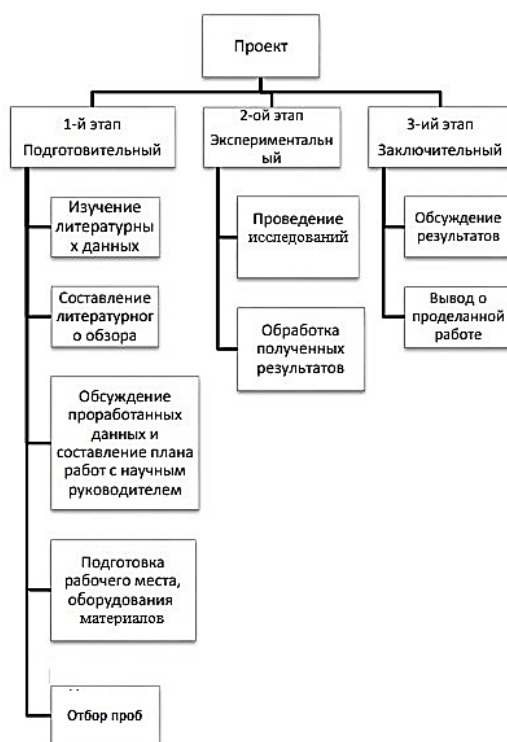 Проект
1-й этап
Подготовительный
Изучение
литературны
х данных
Составление
литературног
о обзора
Обсуждение
проработанных
данных и
составление плана
работ с научным
руководителем
Подготовка
рабочего места,
оборудования
материалов
Отбор проб
2-ой этап
Экспериментальн
ый
Проведение
исследований
Обработка
полученных
результатов
3-ий этап
Заключительный
Обсуждение
результатов
Вывод о
проделанной
работе